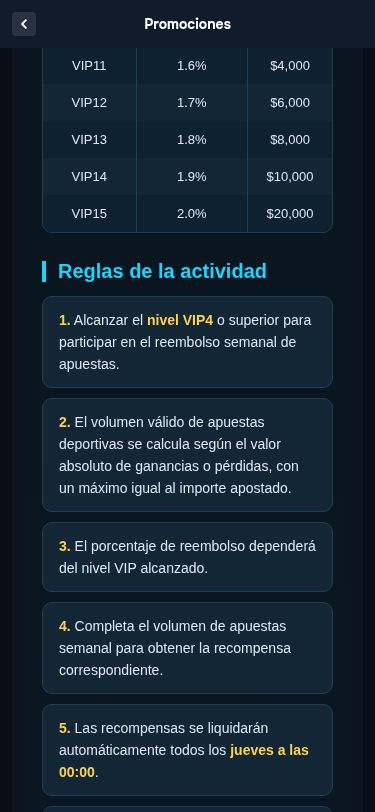 Promociones
VIP11 1.6% $4,000
VIP12 1.7% $6,000
VIP13 1.8% $8,000
VIP14 1.9% $10,000
VIP15 2.0% $20,000
Reglas de la actividad
1. Alcanzar el nivel VIP4 o superior para
participar en el reembolso semanal de
apuestas.
2. El volumen válido de apuestas
deportivas se calcula según el valor
absoluto de ganancias o pérdidas, con
un máximo igual al importe apostado.
3. El porcentaje de reembolso dependerá
del nivel VIP alcanzado.
4. Completa el volumen de apuestas
semanal para obtener la recompensa
correspondiente.
5. Las recompensas se liquidarán
automáticamente todos los jueves a las
00:00.